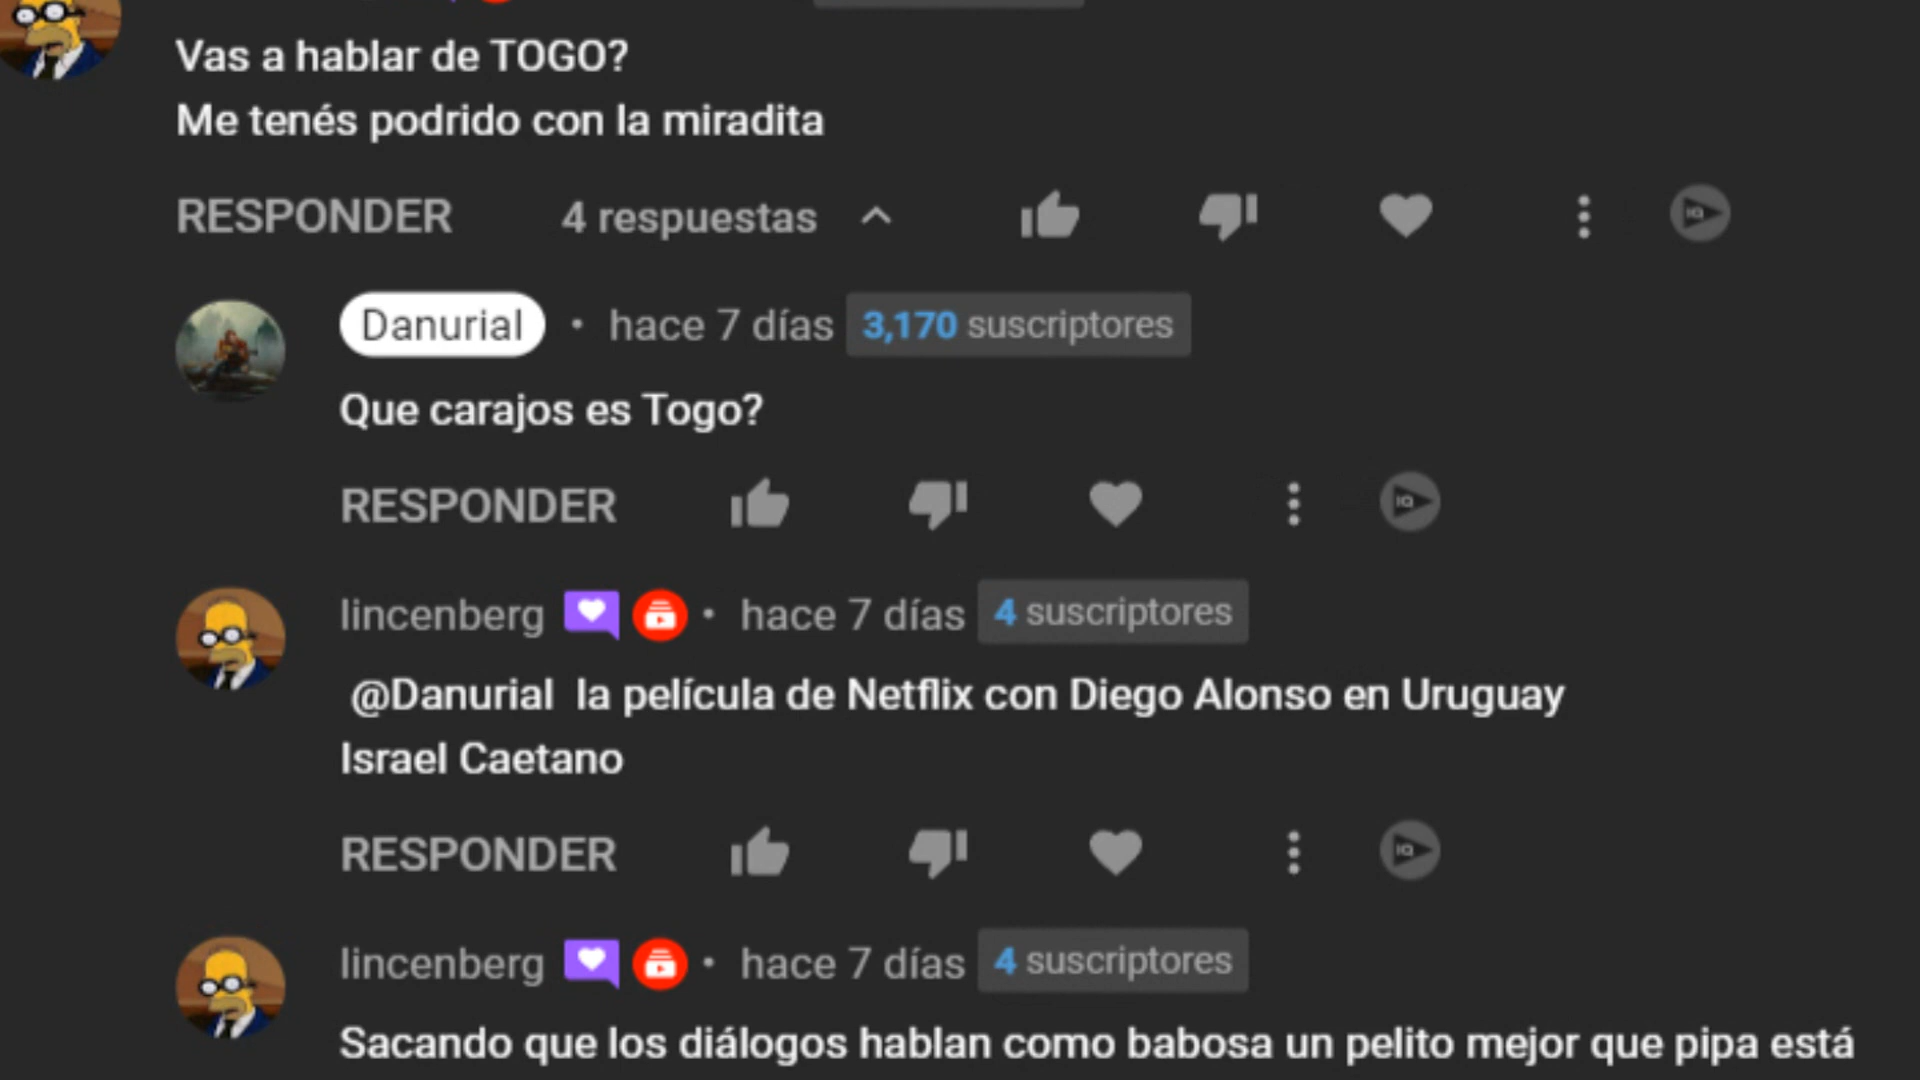 Vas a hablar de TOGO?
Me tenés podrido con la miradita
RESPONDER 4 respuestas
Danurial • hace 7 días 3,170 suscriptores
Que carajos es Togo?
RESPONDER
lincenberg • hace 7 días 4 suscriptores
@Danurial la película de Netflix con Diego Alonso en Uruguay
Israel Caetano
RESPONDER
lincenberg • hace 7 días 4 suscriptores
Sacando que los diálogos hablan como babosa un pelito mejor que pipa está